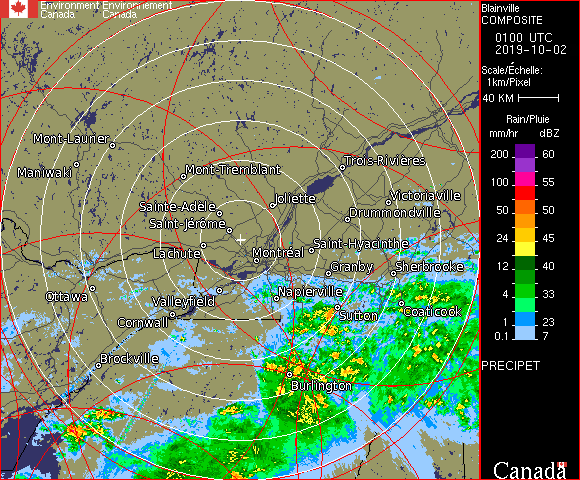 Environment Environnement
Canada Canada
Blainville
COMPOSITE
0100 UTC
2019-10-02
Scale/Échelle:
1km/Pixel
40 KM
Rain/Pluie
mm/hr dBZ
200 60
100 55
50 50
24 45
12 40
4 33
1 23
0.1 7
PRECIPET
Canada
Mont-Laurier
Maniwaki
Mont-Tremblant
Trois-Rivières
Joliette
Victoriaville
Sainte-Adèle
Drummondville
Saint-Jérôme
Lachute
Montréal
Saint-Hyacinthe
Granby
Sherbrooke
Ottawa
Valleyfield
Napierville
Cornwall
Sutton
Coaticook
Brockville
Burlington